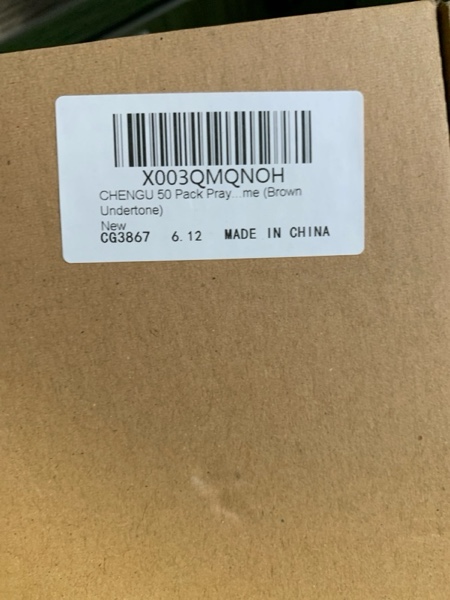 X003QMQNOH
CHENGU 50 Pack Pray...me (Brown
Undertone)
New
CG3867 6.12 MADE IN CHINA